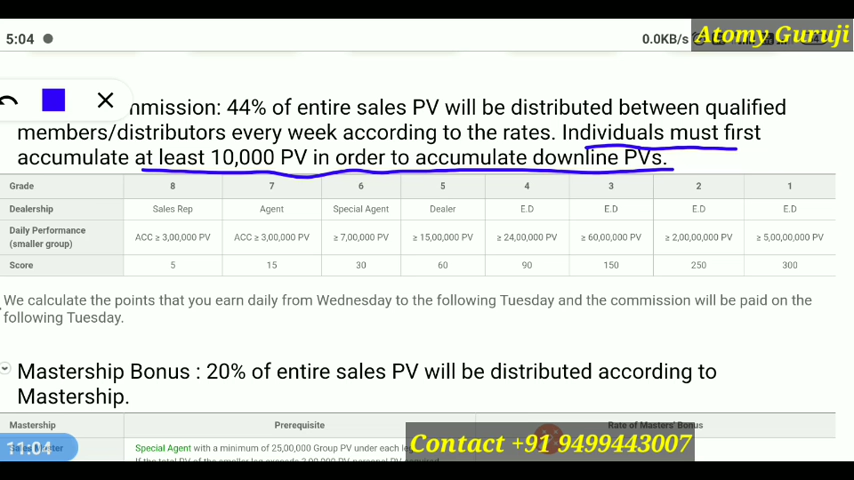 5:04
0.0KB/s
Atomy Guruji
mmission: 44% of entire sales PV will be distributed between qualified
members/distributors every week according to the rates. Individuals must first
accumulate at least 10,000 PV in order to accumulate downline PVs.
Grade 8 7 6 5 4 3 2 1
Dealership Sales Rep Agent Special Agent Dealer E.D E.D E.D E.D
Daily Performance
(smaller group) ACC ≥ 3,00,000 PV ACC ≥ 3,00,000 PV ≥ 7,00,000 PV ≥ 15,00,000 PV ≥ 24,00,000 PV ≥ 60,00,000 PV ≥ 2,00,00,000 PV ≥ 5,00,00,000 PV
Score 5 15 30 60 90 150 250 300
We calculate the points that you earn daily from Wednesday to the following Tuesday and the commission will be paid on the
following Tuesday.
Mastership Bonus : 20% of entire sales PV will be distributed according to
Mastership.
Mastership Prerequisite Rate of Masters' Bonus
Special Agent with a minimum of 25,00,000 Group PV under each leg
11:04
Contact +91 9499443007